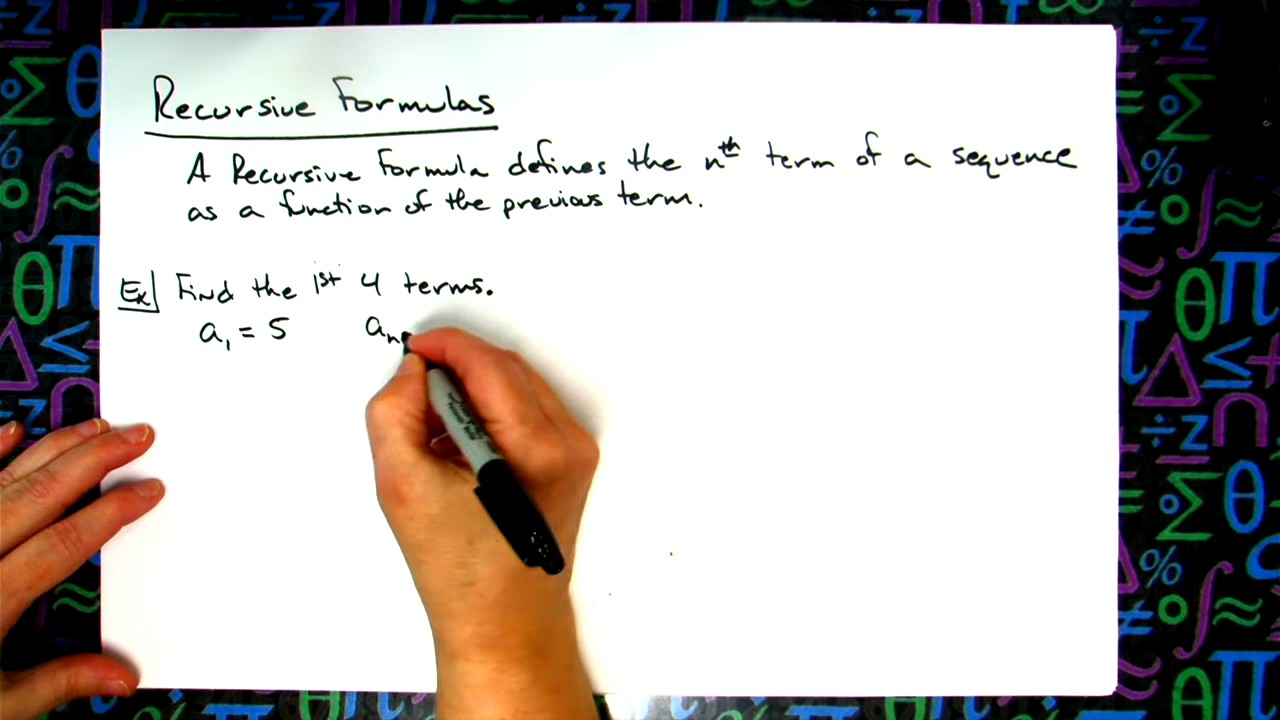 Recursive Formulas
A Recursive Formula defines the nth term of a sequence
as a function of the previous term.
Ex Find the 1st 4 terms.
a₁ = 5 aₙ